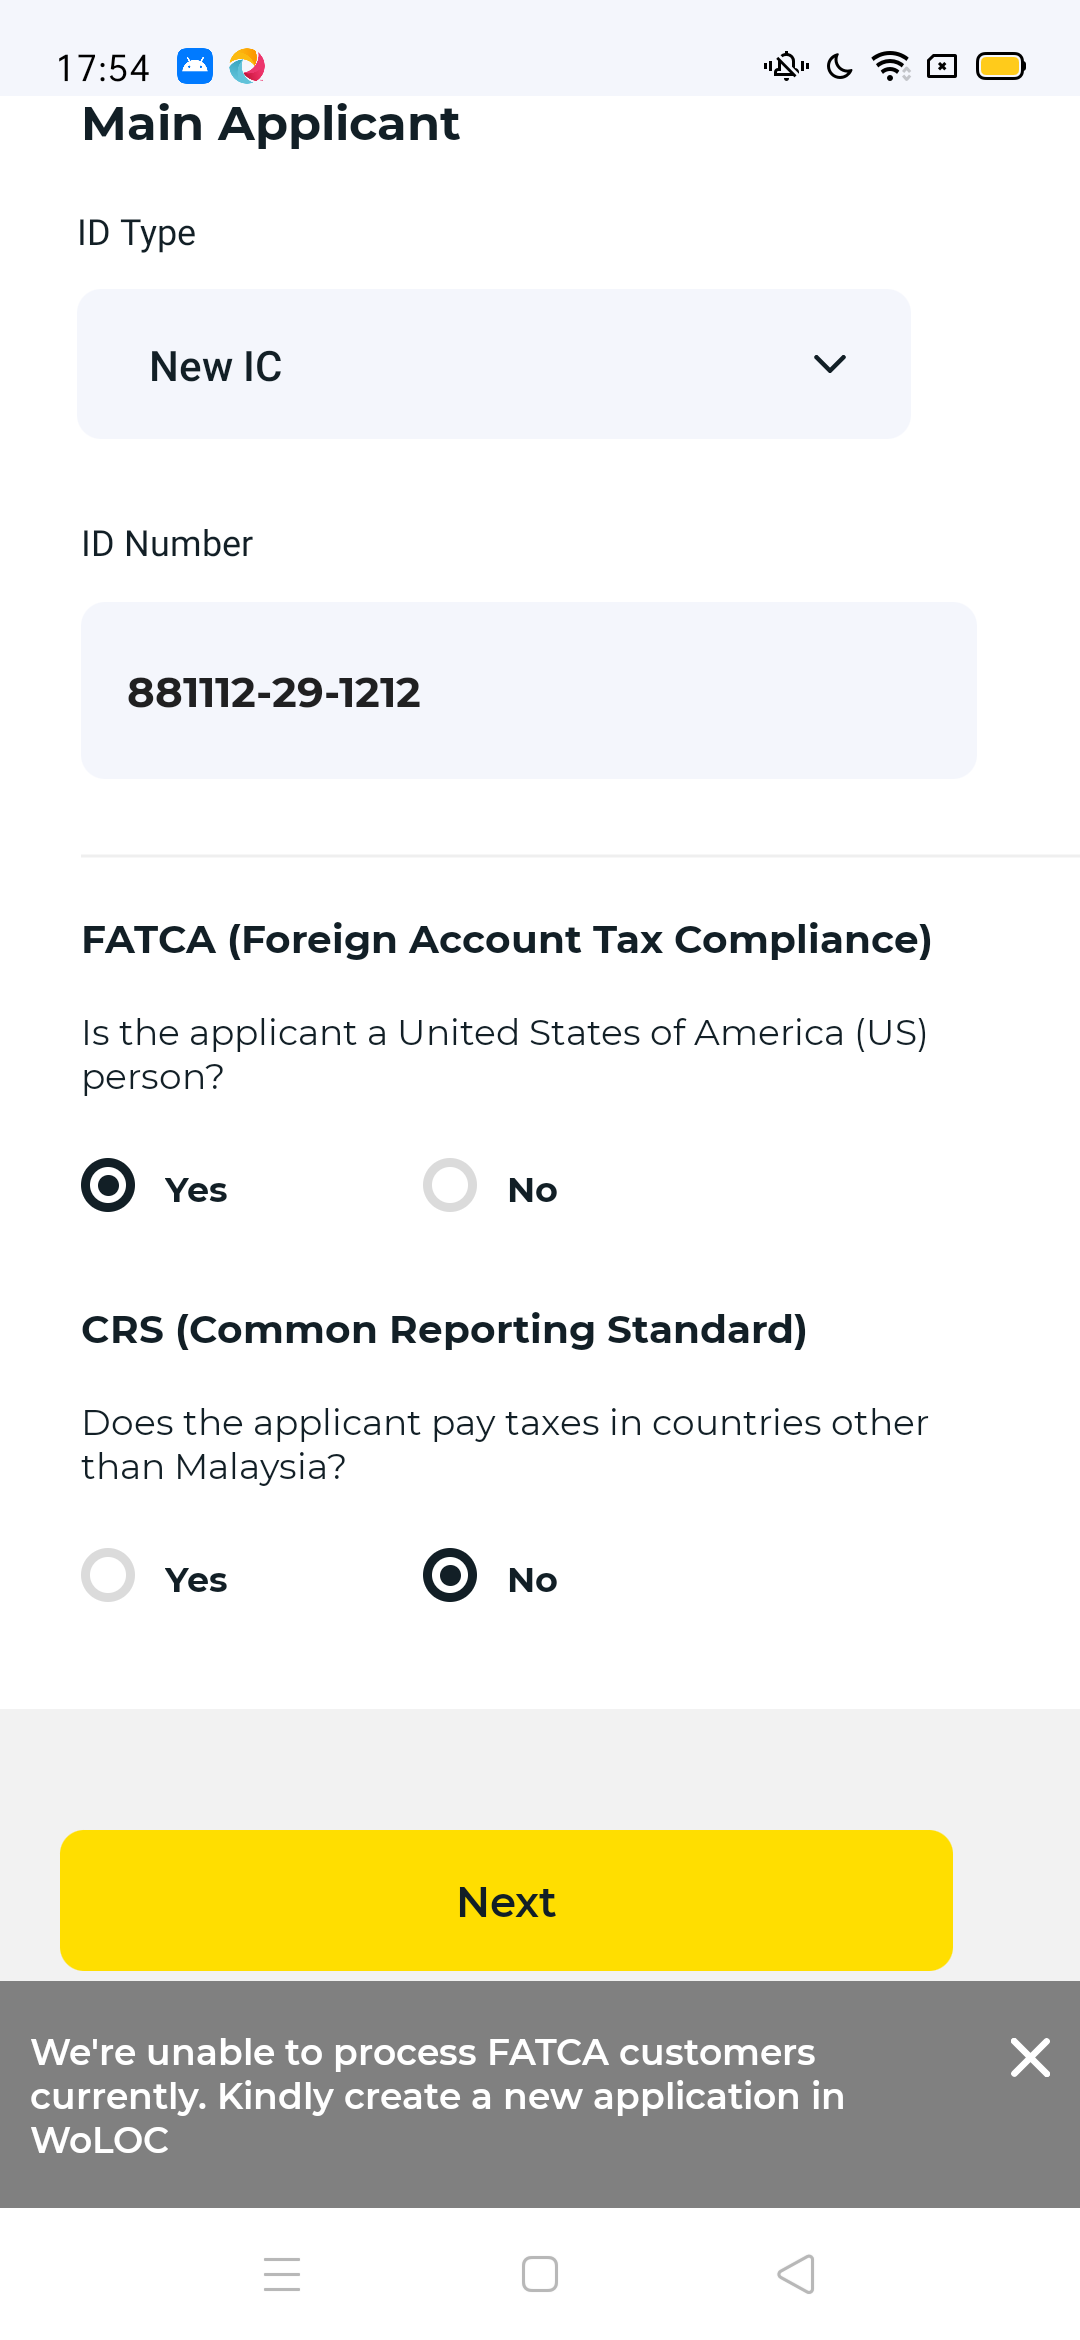 17:54
Main Applicant
ID Type
New IC
ID Number
881112-29-1212
FATCA (Foreign Account Tax Compliance)
Is the applicant a United States of America (US)
person?
Yes
No
CRS (Common Reporting Standard)
Does the applicant pay taxes in countries other
than Malaysia?
Yes
No
Next
We're unable to process FATCA customers
currently. Kindly create a new application in
WoLOC